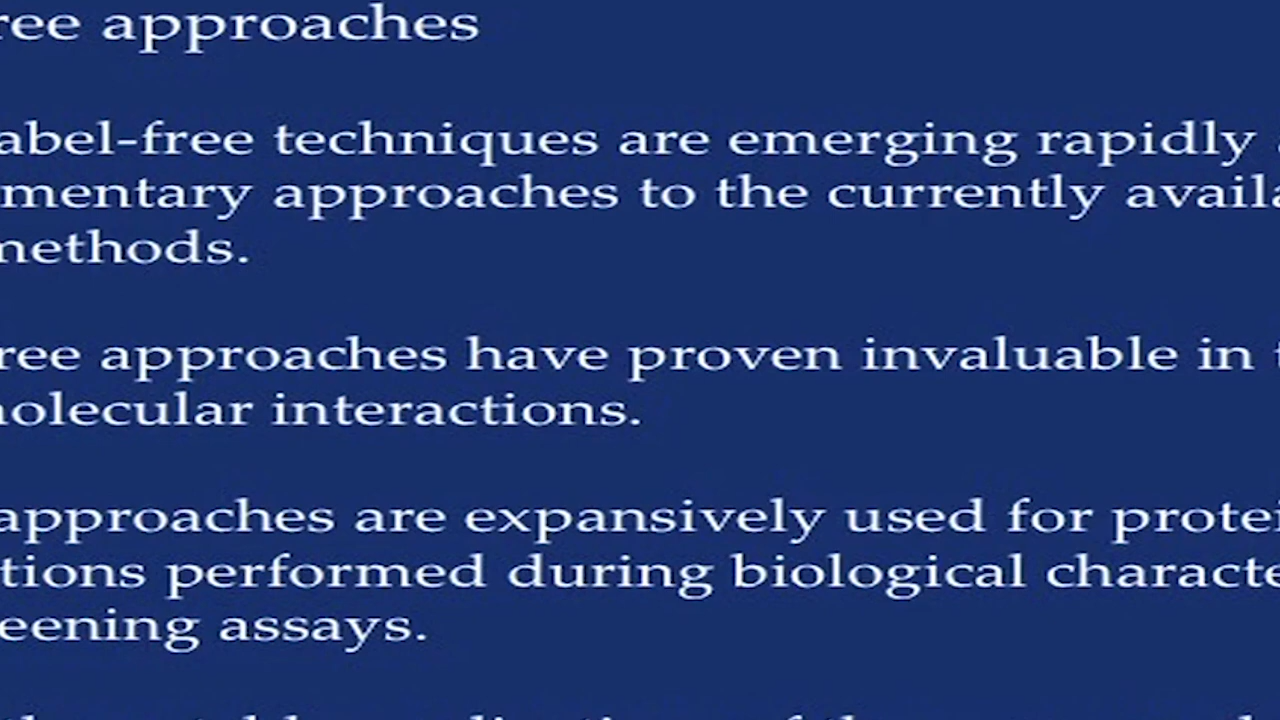 ree approaches
abel-free techniques are emerging rapidly
mentary approaches to the currently availa
methods.
ree approaches have proven invaluable in
nolecular interactions.
approaches are expansively used for protei
tions performed during biological characte
eening assays.